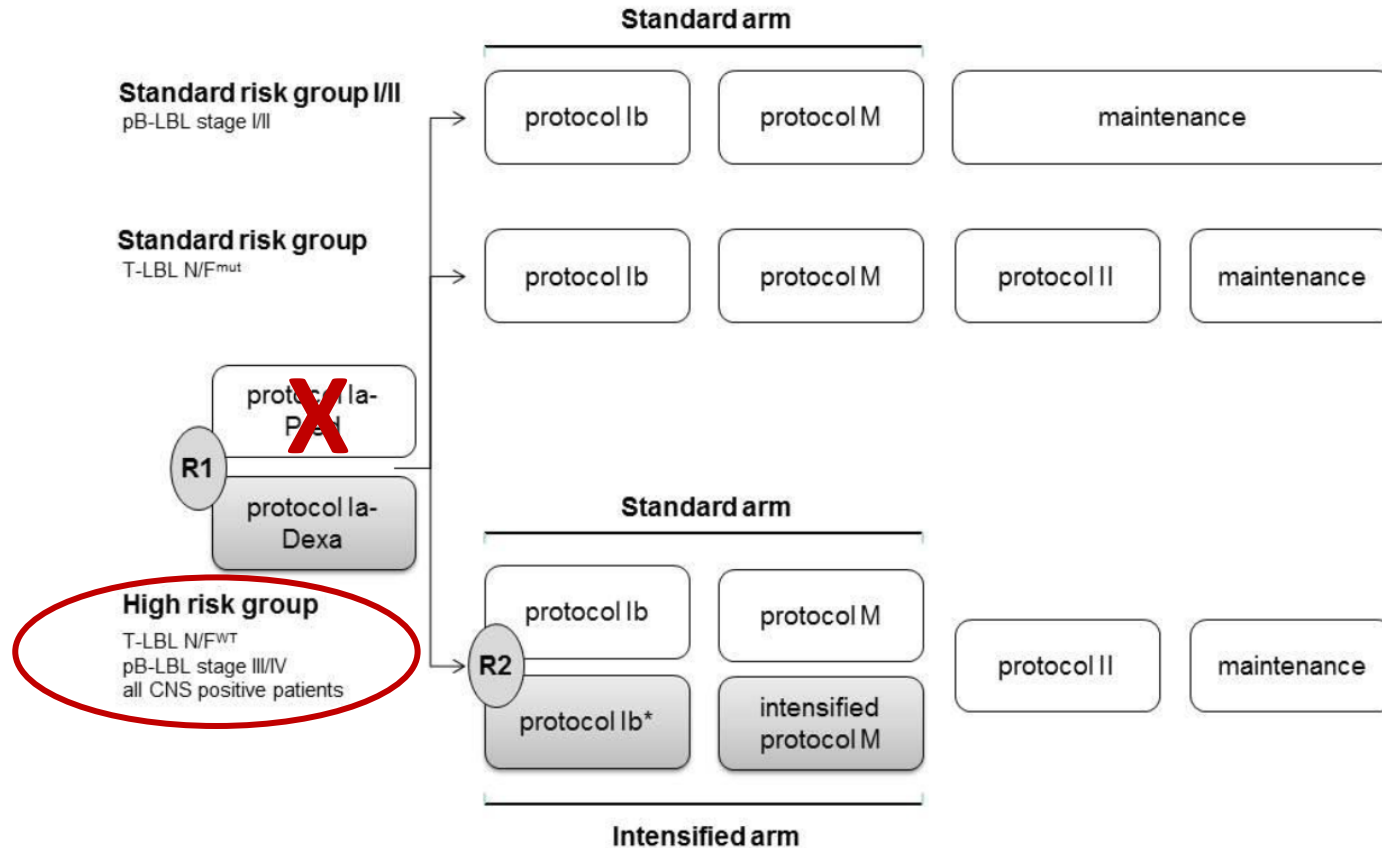 Standard arm
Standard risk group I/II
pB-LBL stage I/II
protocol Ib
protocol M
maintenance
Standard risk group
T-LBL N/Fmut
protocol Ib
protocol M
protocol II
maintenance
protocol Ia-
X
R1
protocol Ia-
Dexa
Standard arm
High risk group
T-LBL N/FWT
pB-LBL stage III/IV
all CNS positive patients
protocol Ib
protocol M
R2
protocol II
maintenance
protocol Ib*
intensified
protocol M
Intensified arm